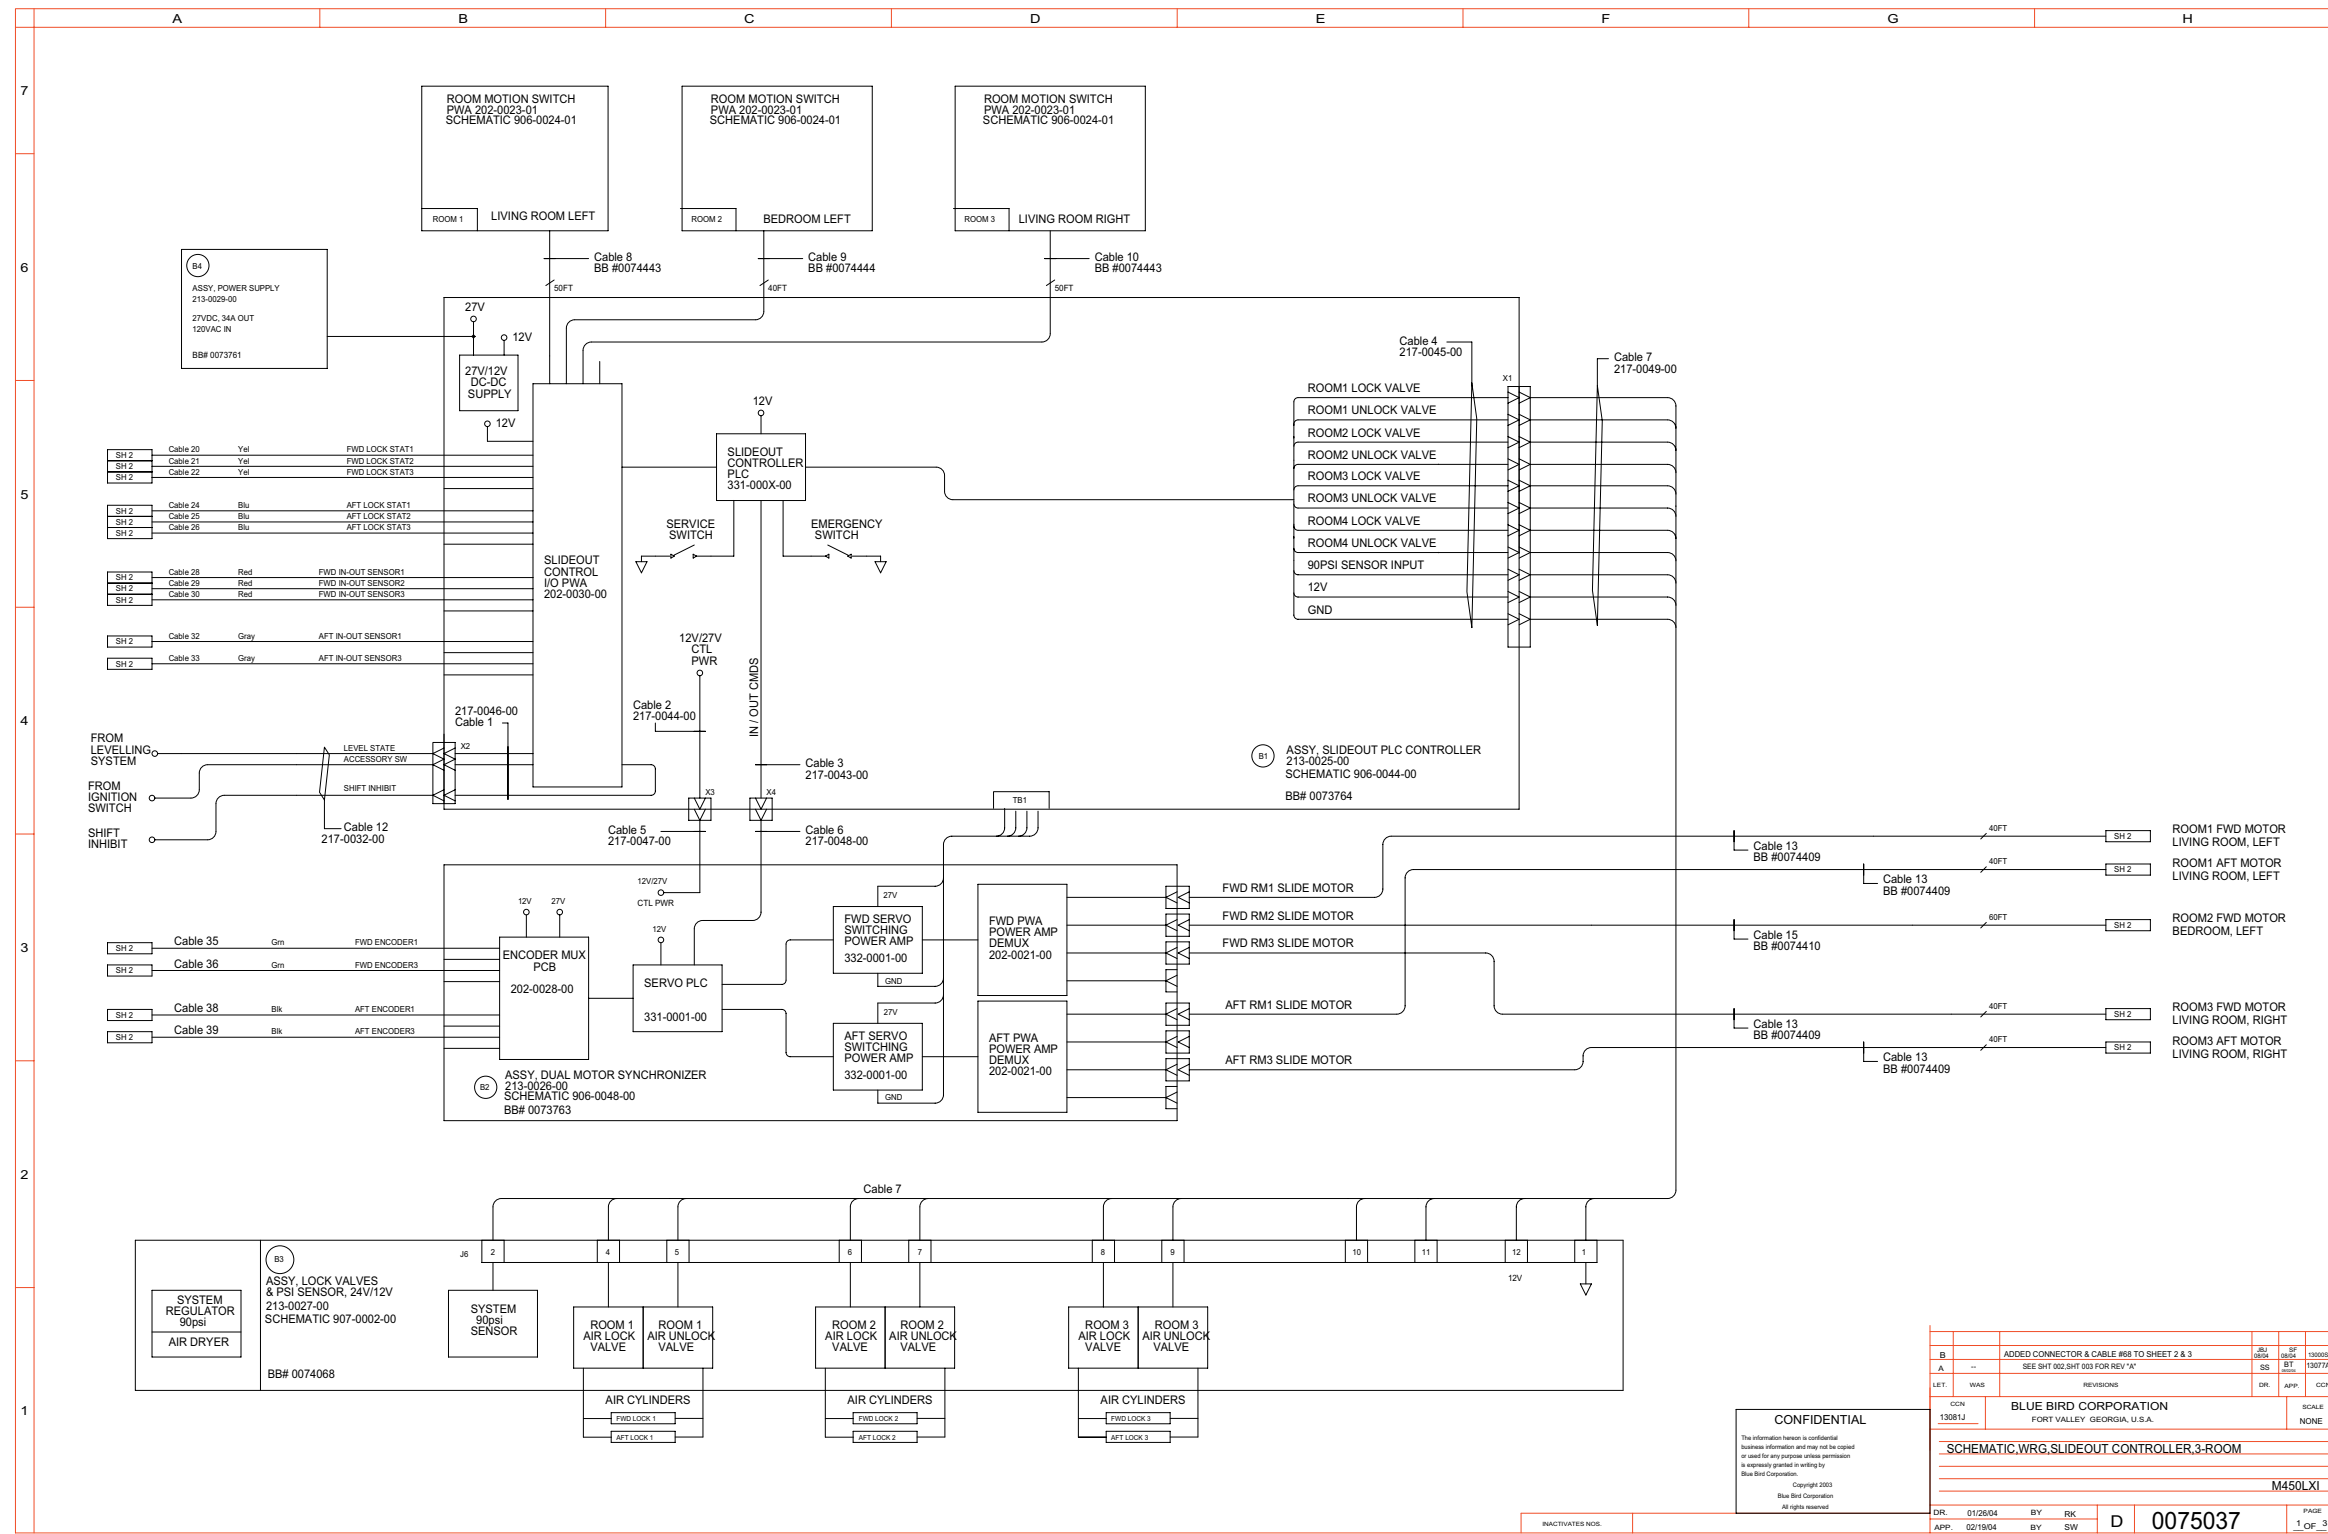 A
B
C
D
E
F
G
H
7
6
5
4
3
2
1
ROOM MOTION SWITCH
PWA 202-0023-01
SCHEMATIC 906-0024-01
ROOM 1
LIVING ROOM LEFT
ROOM MOTION SWITCH
PWA 202-0023-01
SCHEMATIC 906-0024-01
ROOM 2
BEDROOM LEFT
ROOM MOTION SWITCH
PWA 202-0023-01
SCHEMATIC 906-0024-01
ROOM 3
LIVING ROOM RIGHT
Cable 8
BB #0074443
50FT
Cable 9
BB #0074444
40FT
Cable 10
BB #0074443
50FT
B4
ASSY, POWER SUPPLY
213-0029-00
27VDC, 34A OUT
120VAC IN
BB# 0073761
27V
12V
27V/12V
DC-DC
SUPPLY
12V
SH 2 Cable 20 Yel FWD LOCK STAT1
SH 2 Cable 21 Yel FWD LOCK STAT2
SH 2 Cable 22 Yel FWD LOCK STAT3
SH 2 Cable 24 Blu AFT LOCK STAT1
SH 2 Cable 25 Blu AFT LOCK STAT2
SH 2 Cable 26 Blu AFT LOCK STAT3
SH 2 Cable 28 Red FWD IN-OUT SENSOR1
SH 2 Cable 29 Red FWD IN-OUT SENSOR2
SH 2 Cable 30 Red FWD IN-OUT SENSOR3
SH 2 Cable 32 Gray AFT IN-OUT SENSOR1
SH 2 Cable 33 Gray AFT IN-OUT SENSOR3
SLIDEOUT
CONTROL
I/O PWA
202-0030-00
12V
SLIDEOUT
CONTROLLER
PLC
331-000X-00
SERVICE
SWITCH
EMERGENCY
SWITCH
12V/27V
CTL
PWR
IN / OUT CMDS
Cable 2
217-0044-00
Cable 3
217-0043-00
217-0046-00
Cable 1
X2
X3
X4
FROM
LEVELLING
SYSTEM
FROM
IGNITION
SWITCH
SHIFT
INHIBIT
LEVEL STATE
ACCESSORY SW
SHIFT INHIBIT
Cable 12
217-0032-00
Cable 4
217-0045-00
Cable 7
217-0049-00
X1
ROOM1 LOCK VALVE
ROOM1 UNLOCK VALVE
ROOM2 LOCK VALVE
ROOM2 UNLOCK VALVE
ROOM3 LOCK VALVE
ROOM3 UNLOCK VALVE
ROOM4 LOCK VALVE
ROOM4 UNLOCK VALVE
90PSI SENSOR INPUT
12V
GND
B1
ASSY, SLIDEOUT PLC CONTROLLER
213-0025-00
SCHEMATIC 906-0044-00
BB# 0073764
TB1
Cable 5
217-0047-00
Cable 6
217-0048-00
12V/27V
CTL PWR
12V
27V
12V
SH 2 Cable 35 Grn FWD ENCODER1
SH 2 Cable 36 Grn FWD ENCODER3
SH 2 Cable 38 Blk AFT ENCODER1
SH 2 Cable 39 Blk AFT ENCODER3
ENCODER MUX
PCB
202-0028-00
SERVO PLC
331-0001-00
27V
FWD SERVO
SWITCHING
POWER AMP
332-0001-00
GND
27V
AFT SERVO
SWITCHING
POWER AMP
332-0001-00
GND
FWD PWA
POWER AMP
DEMUX
202-0021-00
AFT PWA
POWER AMP
DEMUX
202-0021-00
B2
ASSY, DUAL MOTOR SYNCHRONIZER
213-0026-00
SCHEMATIC 906-0048-00
BB# 0073763
FWD RM1 SLIDE MOTOR
FWD RM2 SLIDE MOTOR
FWD RM3 SLIDE MOTOR
AFT RM1 SLIDE MOTOR
AFT RM3 SLIDE MOTOR
Cable 13
BB #0074409
40FT
SH 2
ROOM1 FWD MOTOR
LIVING ROOM, LEFT
Cable 13
BB #0074409
40FT
SH 2
ROOM1 AFT MOTOR
LIVING ROOM, LEFT
Cable 15
BB #0074410
60FT
SH 2
ROOM2 FWD MOTOR
BEDROOM, LEFT
Cable 13
BB #0074409
40FT
SH 2
ROOM3 FWD MOTOR
LIVING ROOM, RIGHT
Cable 13
BB #0074409
40FT
SH 2
ROOM3 AFT MOTOR
LIVING ROOM, RIGHT
Cable 7
J6
2
4
5
6
7
8
9
10
11
12
1
12V
B3
ASSY, LOCK VALVES
& PSI SENSOR, 24V/12V
213-0027-00
SCHEMATIC 907-0002-00
BB# 0074068
SYSTEM
REGULATOR
90psi
AIR DRYER
SYSTEM
90psi
SENSOR
ROOM 1
AIR LOCK
VALVE
ROOM 1
AIR UNLOCK
VALVE
ROOM 2
AIR LOCK
VALVE
ROOM 2
AIR UNLOCK
VALVE
ROOM 3
AIR LOCK
VALVE
ROOM 3
AIR UNLOCK
VALVE
AIR CYLINDERS
FWD LOCK 1
AFT LOCK 1
AIR CYLINDERS
FWD LOCK 2
AFT LOCK 2
AIR CYLINDERS
FWD LOCK 3
AFT LOCK 3
CONFIDENTIAL
The information hereon is confidential
business information and may not be copied
or used for any purpose unless permission
is expressly granted in writing by
Blue Bird Corporation.
Copyright 2003
Blue Bird Corporation
All rights reserved
B ADDED CONNECTOR & CABLE #68 TO SHEET 2 & 3 JBJ 08/04 SF 08/04 13000S
A -- SEE SHT 002,SHT 003 FOR REV "A" SS BT 13077A
LET. WAS REVISIONS DR. APP. CCN
CCN
13081J
BLUE BIRD CORPORATION
FORT VALLEY GEORGIA, U.S.A.
SCALE
NONE
SCHEMATIC,WRG,SLIDEOUT CONTROLLER,3-ROOM
M450LXI
DR. 01/26/04 BY RK
APP. 02/19/04 BY SW
D
0075037
PAGE
1 OF 3
INACTIVATES NOS.